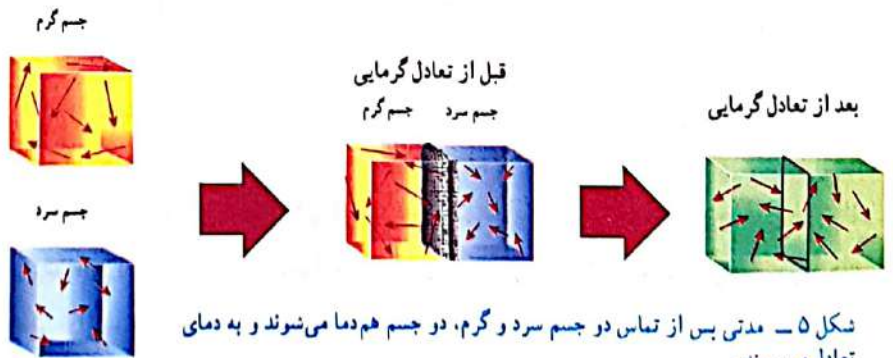 جسم گرم
قبل از تعادل گرمایی
جسم گرم جسم سرد
بعد از تعادل گرمایی
جسم سرد
شکل ۵ ــ مدتی پس از تماس دو جسم سرد و گرم، دو جسم هم‌دما می‌شوند و به دمای